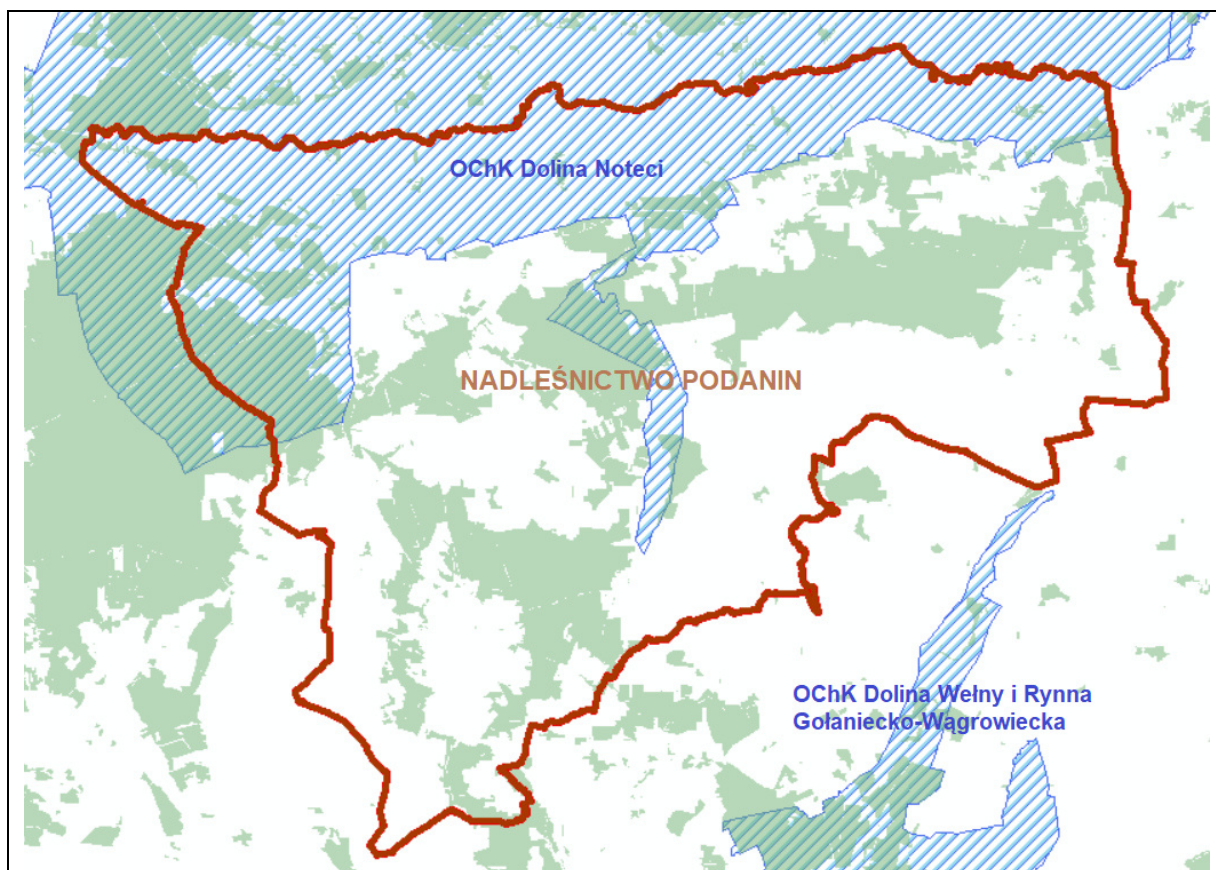 OChK Dolina Noteci
NADLEŚNICTWO PODANIN
OChK Dolina Wełny i Rynna
Gołaniecko-Wągrowiecka